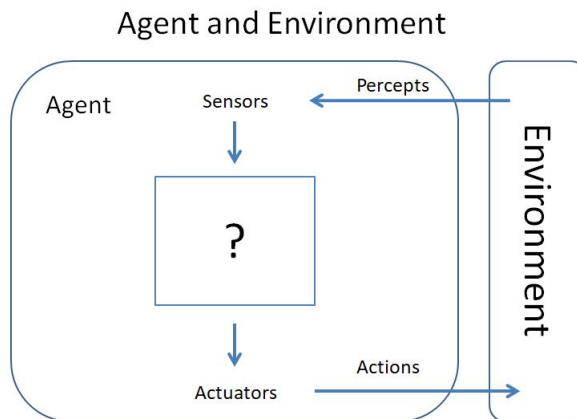 Agent and Environment
Agent
Sensors
Percepts
?
Environment
Actuators
Actions